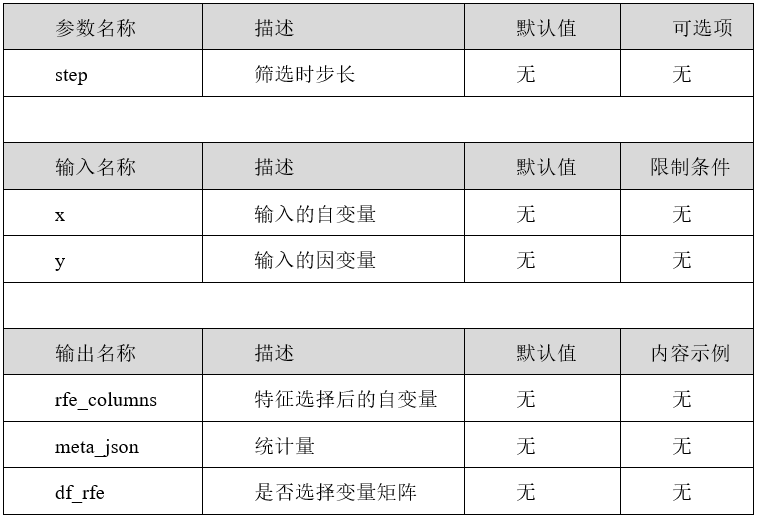 参数名称 描述 默认值 可选项
step 筛选时步长 无 无
输入名称 描述 默认值 限制条件
x 输入的自变量 无 无
y 输入的因变量 无 无
输出名称 描述 默认值 内容示例
rfe_columns 特征选择后的自变量 无 无
meta_json 统计量 无 无
df_rfe 是否选择变量矩阵 无 无